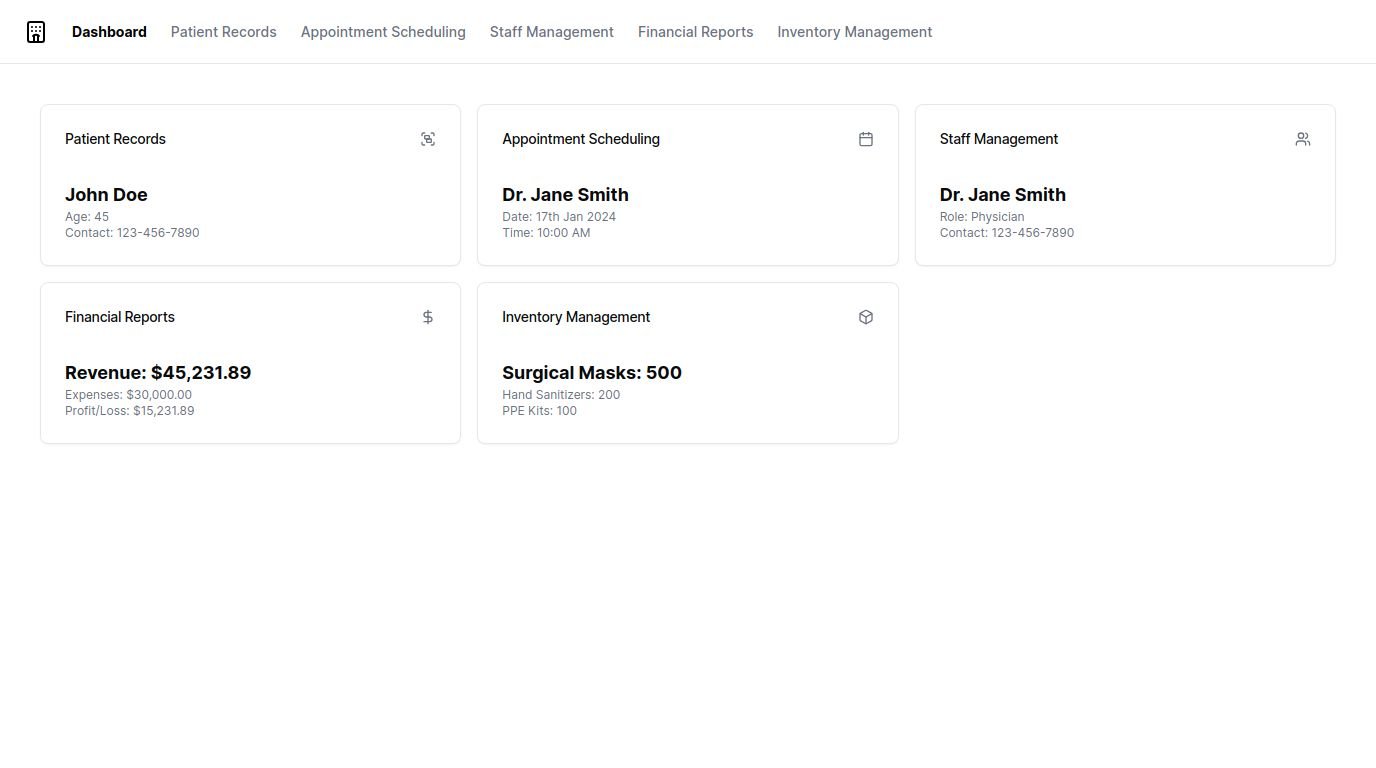 Dashboard Patient Records Appointment Scheduling Staff Management Financial Reports Inventory Management
Patient Records
John Doe
Age: 45
Contact: 123-456-7890
Appointment Scheduling
Dr. Jane Smith
Date: 17th Jan 2024
Time: 10:00 AM
Staff Management
Dr. Jane Smith
Role: Physician
Contact: 123-456-7890
Financial Reports
Revenue: $45,231.89
Expenses: $30,000.00
Profit/Loss: $15,231.89
Inventory Management
Surgical Masks: 500
Hand Sanitizers: 200
PPE Kits: 100